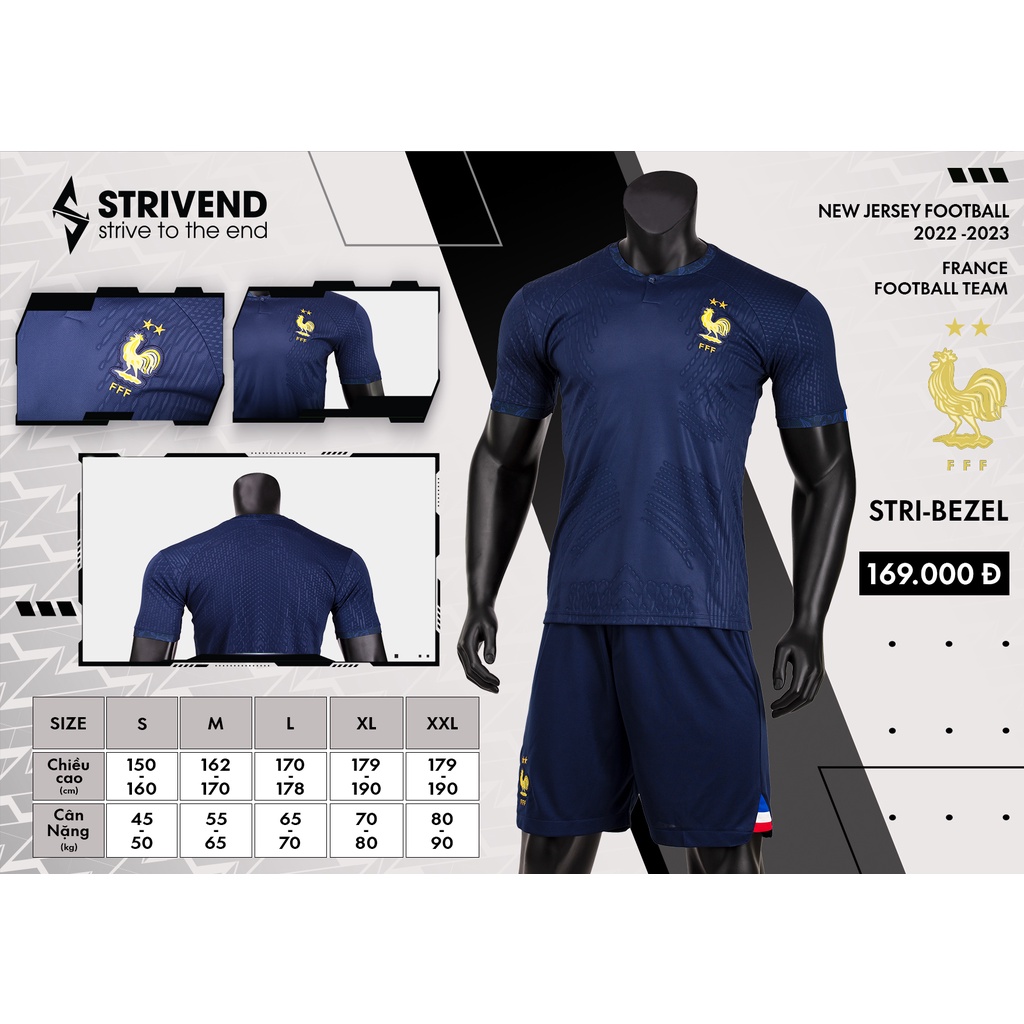 STRIVEND
strive to the end
NEW JERSEY FOOTBALL
2022 -2023
FRANCE
FOOTBALL TEAM
FFF
FFF
FFF
FFF
STRI-BEZEL
169.000 Đ
SIZE S M L XL XXL
Chiều cao (cm) 150 - 160 162 - 170 170 - 178 179 - 190 179 - 190
Cân Nặng (kg) 45 - 50 55 - 65 65 - 70 70 - 80 80 - 90